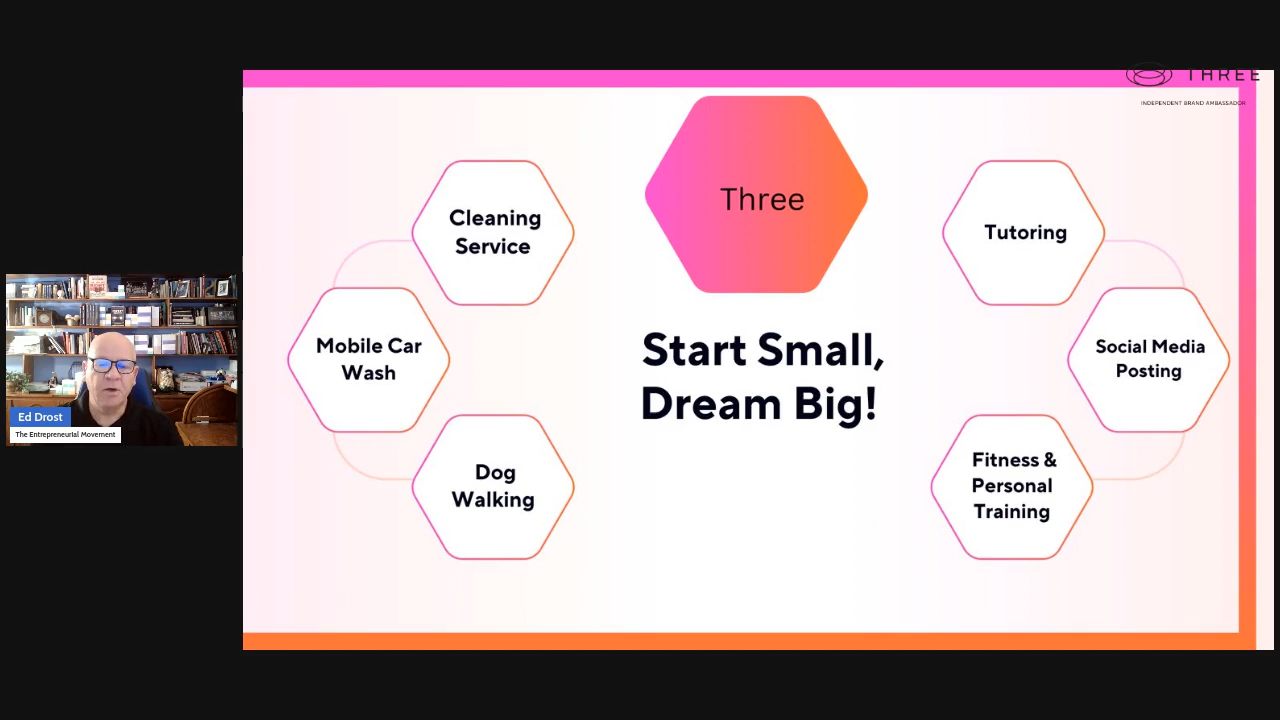 THREE
INDEPENDENT BRAND AMBASSADOR
Three
Cleaning
Service
Tutoring
Mobile Car
Wash
Start Small,
Dream Big!
Social Media
Posting
Dog
Walking
Fitness &
Personal
Training
Ed Drost
The Entrepreneurial Movement